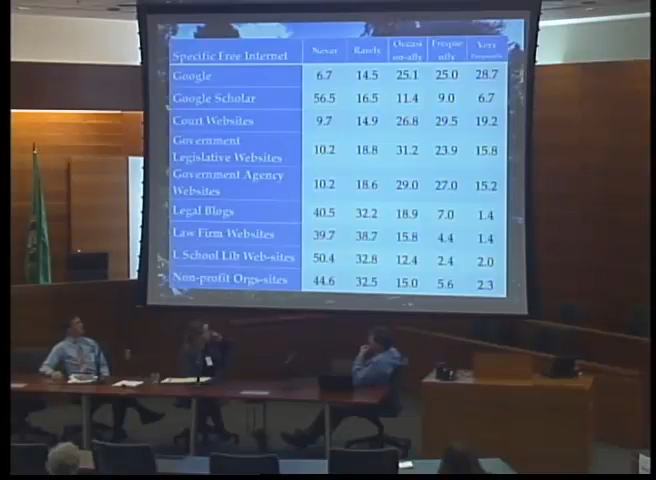 Specific Free Internet Never Rarely Occasi on-ally Freque ntly Very Frequently
Google 6.7 14.5 25.1 25.0 28.7
Google Scholar 56.5 16.5 11.4 9.0 6.7
Court Websites 9.7 14.9 26.8 29.5 19.2
Government
Legislative Websites 10.2 18.8 31.2 23.9 15.8
Government Agency
Websites 10.2 18.6 29.0 27.0 15.2
Legal Blogs 40.5 32.2 18.9 7.0 1.4
Law Firm Websites 39.7 38.7 15.8 4.4 1.4
L School Lib Web-sites 50.4 32.8 12.4 2.4 2.0
Non-profit Orgs-sites 44.6 32.5 15.0 5.6 2.3